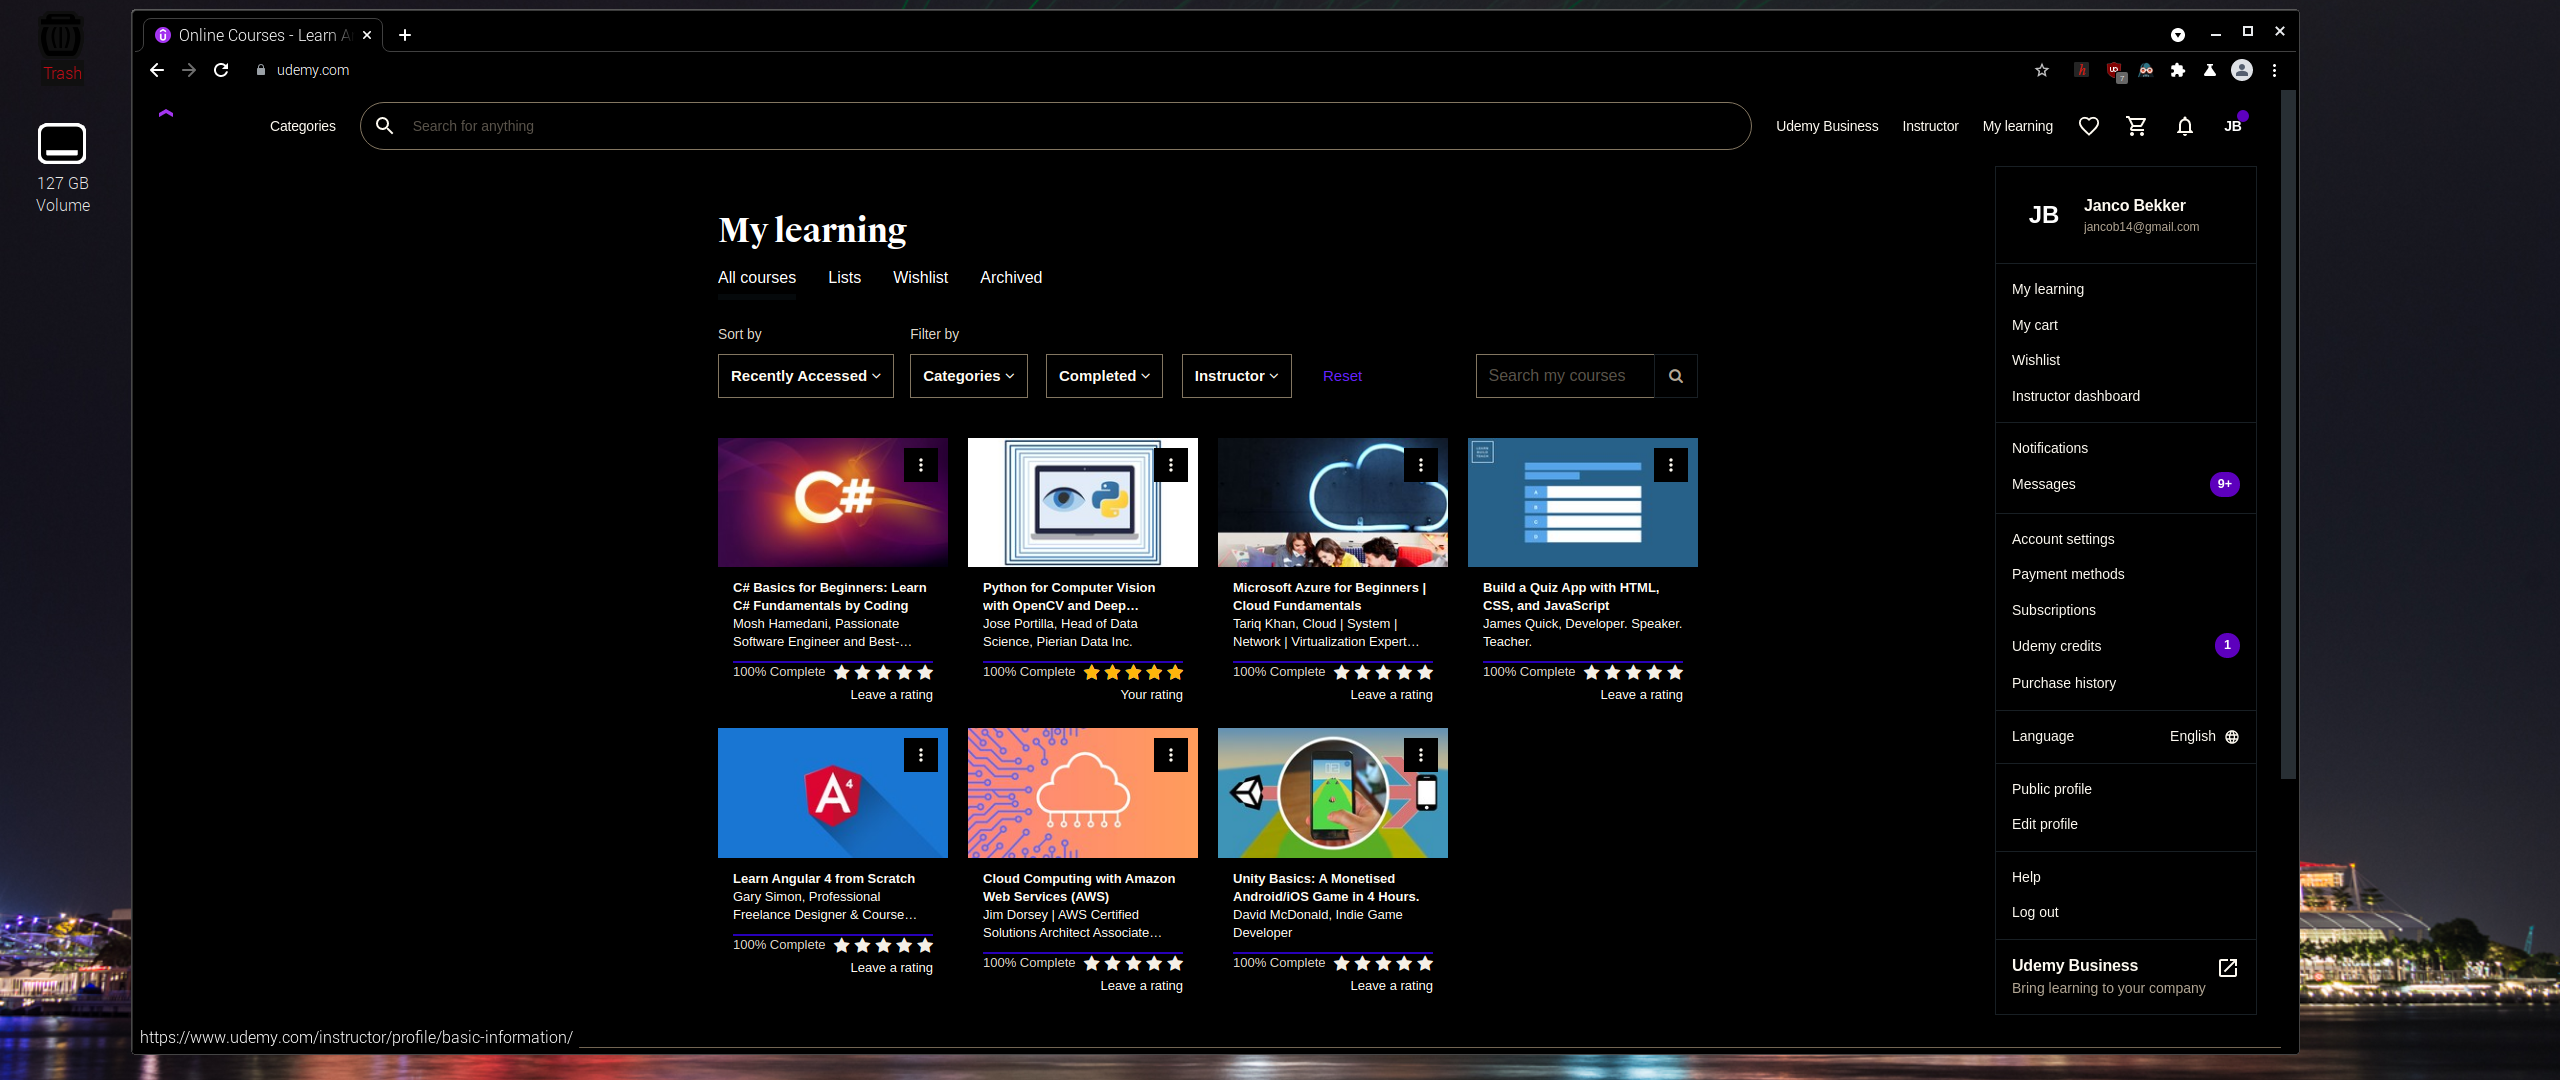 Trash
127 GB
Volume
Online Courses - Learn A
udemy.com
7
Categories
Search for anything
Udemy Business
Instructor
My learning
JB
My learning
All courses
Lists
Wishlist
Archived
Sort by
Filter by
Recently Accessed
Categories
Completed
Instructor
Reset
Search my courses
C#
C# Basics for Beginners: Learn
C# Fundamentals by Coding
Mosh Hamedani, Passionate
Software Engineer and Best-…
100% Complete
Leave a rating
Python for Computer Vision
with OpenCV and Deep…
Jose Portilla, Head of Data
Science, Pierian Data Inc.
100% Complete
Your rating
Microsoft Azure for Beginners |
Cloud Fundamentals
Tariq Khan, Cloud | System |
Network | Virtualization Expert…
100% Complete
Leave a rating
A
B
C
D
Build a Quiz App with HTML,
CSS, and JavaScript
James Quick, Developer. Speaker.
Teacher.
100% Complete
Leave a rating
A 4
Learn Angular 4 from Scratch
Gary Simon, Professional
Freelance Designer & Course…
100% Complete
Leave a rating
Cloud Computing with Amazon
Web Services (AWS)
Jim Dorsey | AWS Certified
Solutions Architect Associate…
100% Complete
Leave a rating
Unity Basics: A Monetised
Android/iOS Game in 4 Hours.
David McDonald, Indie Game
Developer
100% Complete
Leave a rating
JB
Janco Bekker
jancob14@gmail.com
My learning
My cart
Wishlist
Instructor dashboard
Notifications
Messages 9+
Account settings
Payment methods
Subscriptions
Udemy credits 1
Purchase history
Language English
Public profile
Edit profile
Help
Log out
Udemy Business
Bring learning to your company
https://www.udemy.com/instructor/profile/basic-information/